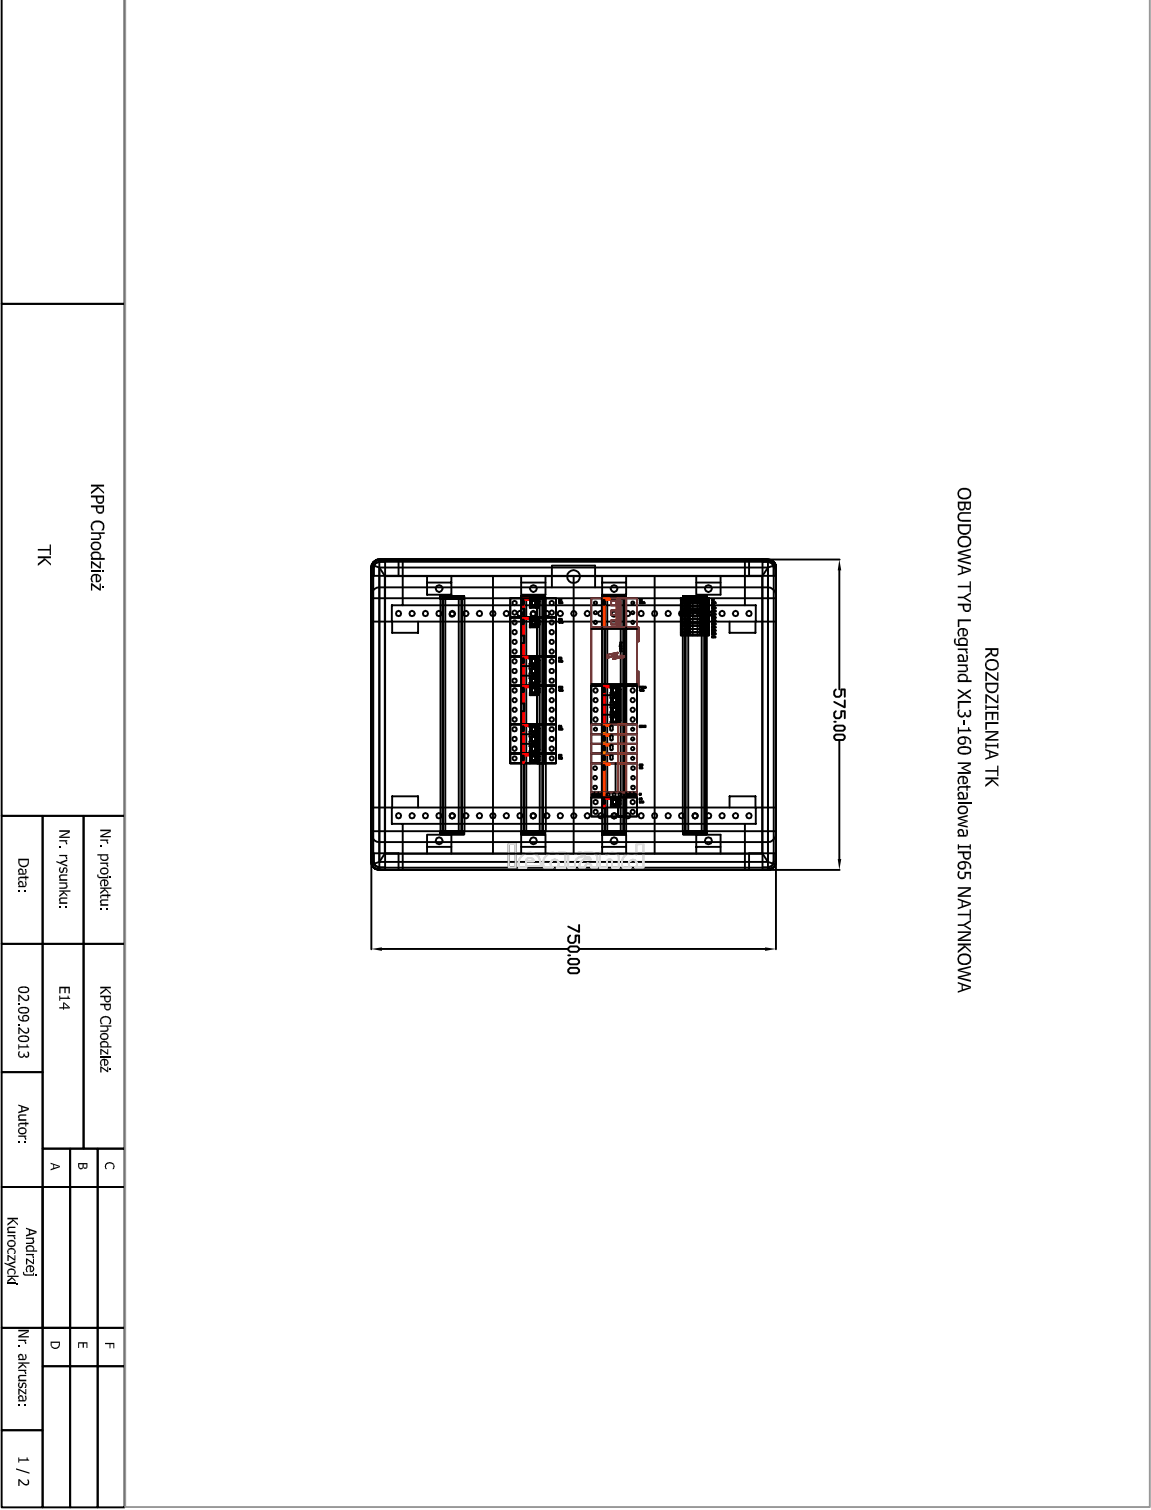 ROZDZIELNIA TK
OBUDOWA TYP Legrand XL3-160 Metalowa IP65 NATYNKOWA
575.00
750.00
KPP Chodzież
TK
Nr. projektu:
KPP Chodzież
Nr. rysunku:
E14
Data:
02.09.2013
Autor:
Andrzej
Kuroczycki
Nr. akrusza:
1 / 2
C
B
A
F
E
D